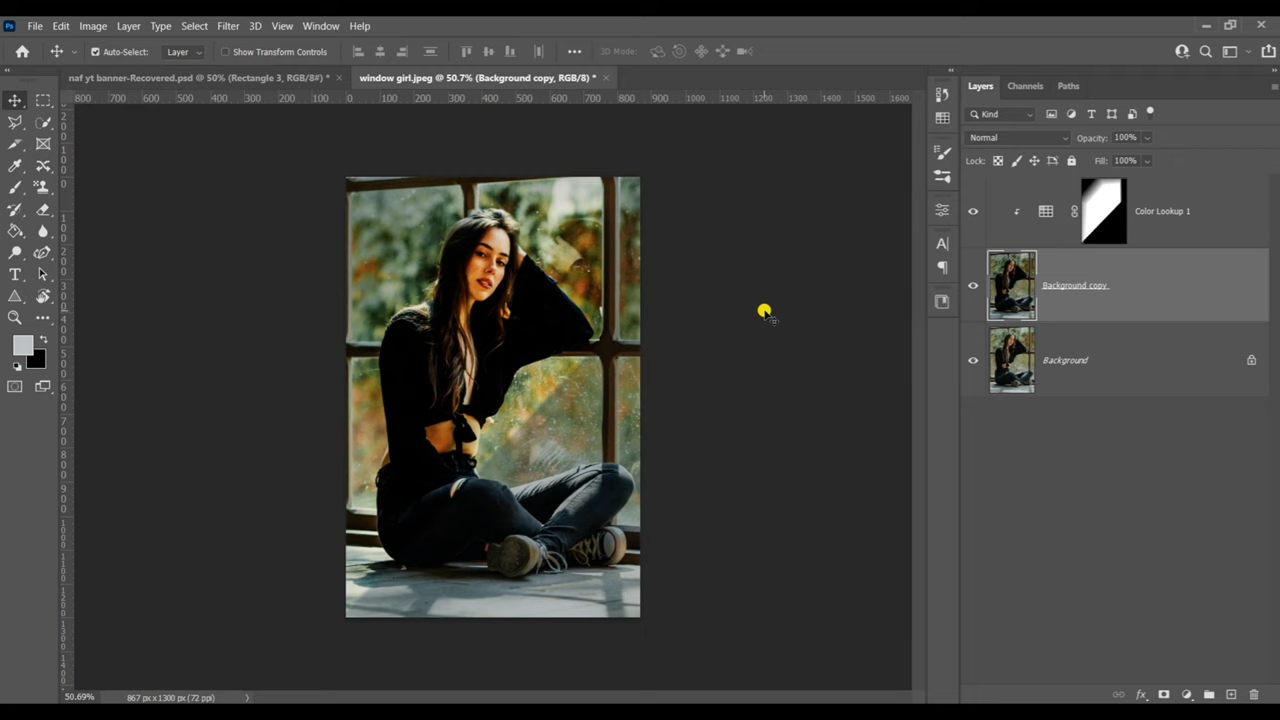 Ps File Edit Image Layer Type Select Filter 3D View Window Help
Auto-Select: Layer Show Transform Controls 3D Mode:
naf yt banner-Recovered.psd @ 50% (Rectangle 3, RGB/8#) * × window girl.jpeg @ 50.7% (Background copy, RGB/8) * ×
800 700 600 500 400 300 200 100 0 100 200 300 400 500 600 700 800 900 1000 1100 1200 1300 1400 1500 1600
Layers Channels Paths
Kind
Normal Opacity: 100%
Lock: Fill: 100%
Color Lookup 1
Background copy
Background
50.69% 867 px x 1300 px (72 ppi)